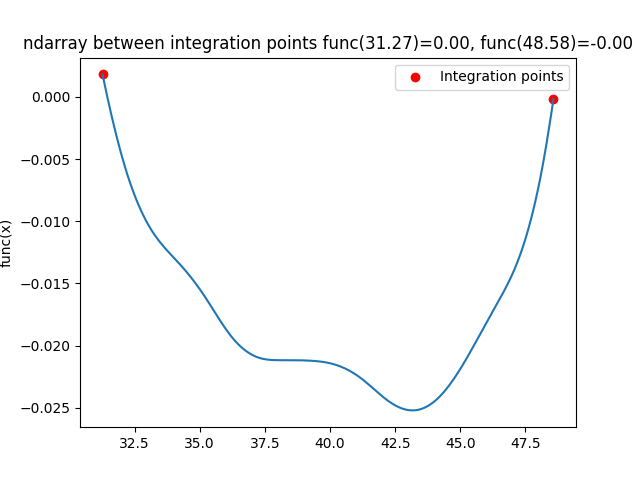 ndarray between integration points func(31.27)=0.00, func(48.58)=-0.00
Integration points
func(x)
0.000
−0.005
−0.010
−0.015
−0.020
−0.025
32.5 35.0 37.5 40.0 42.5 45.0 47.5